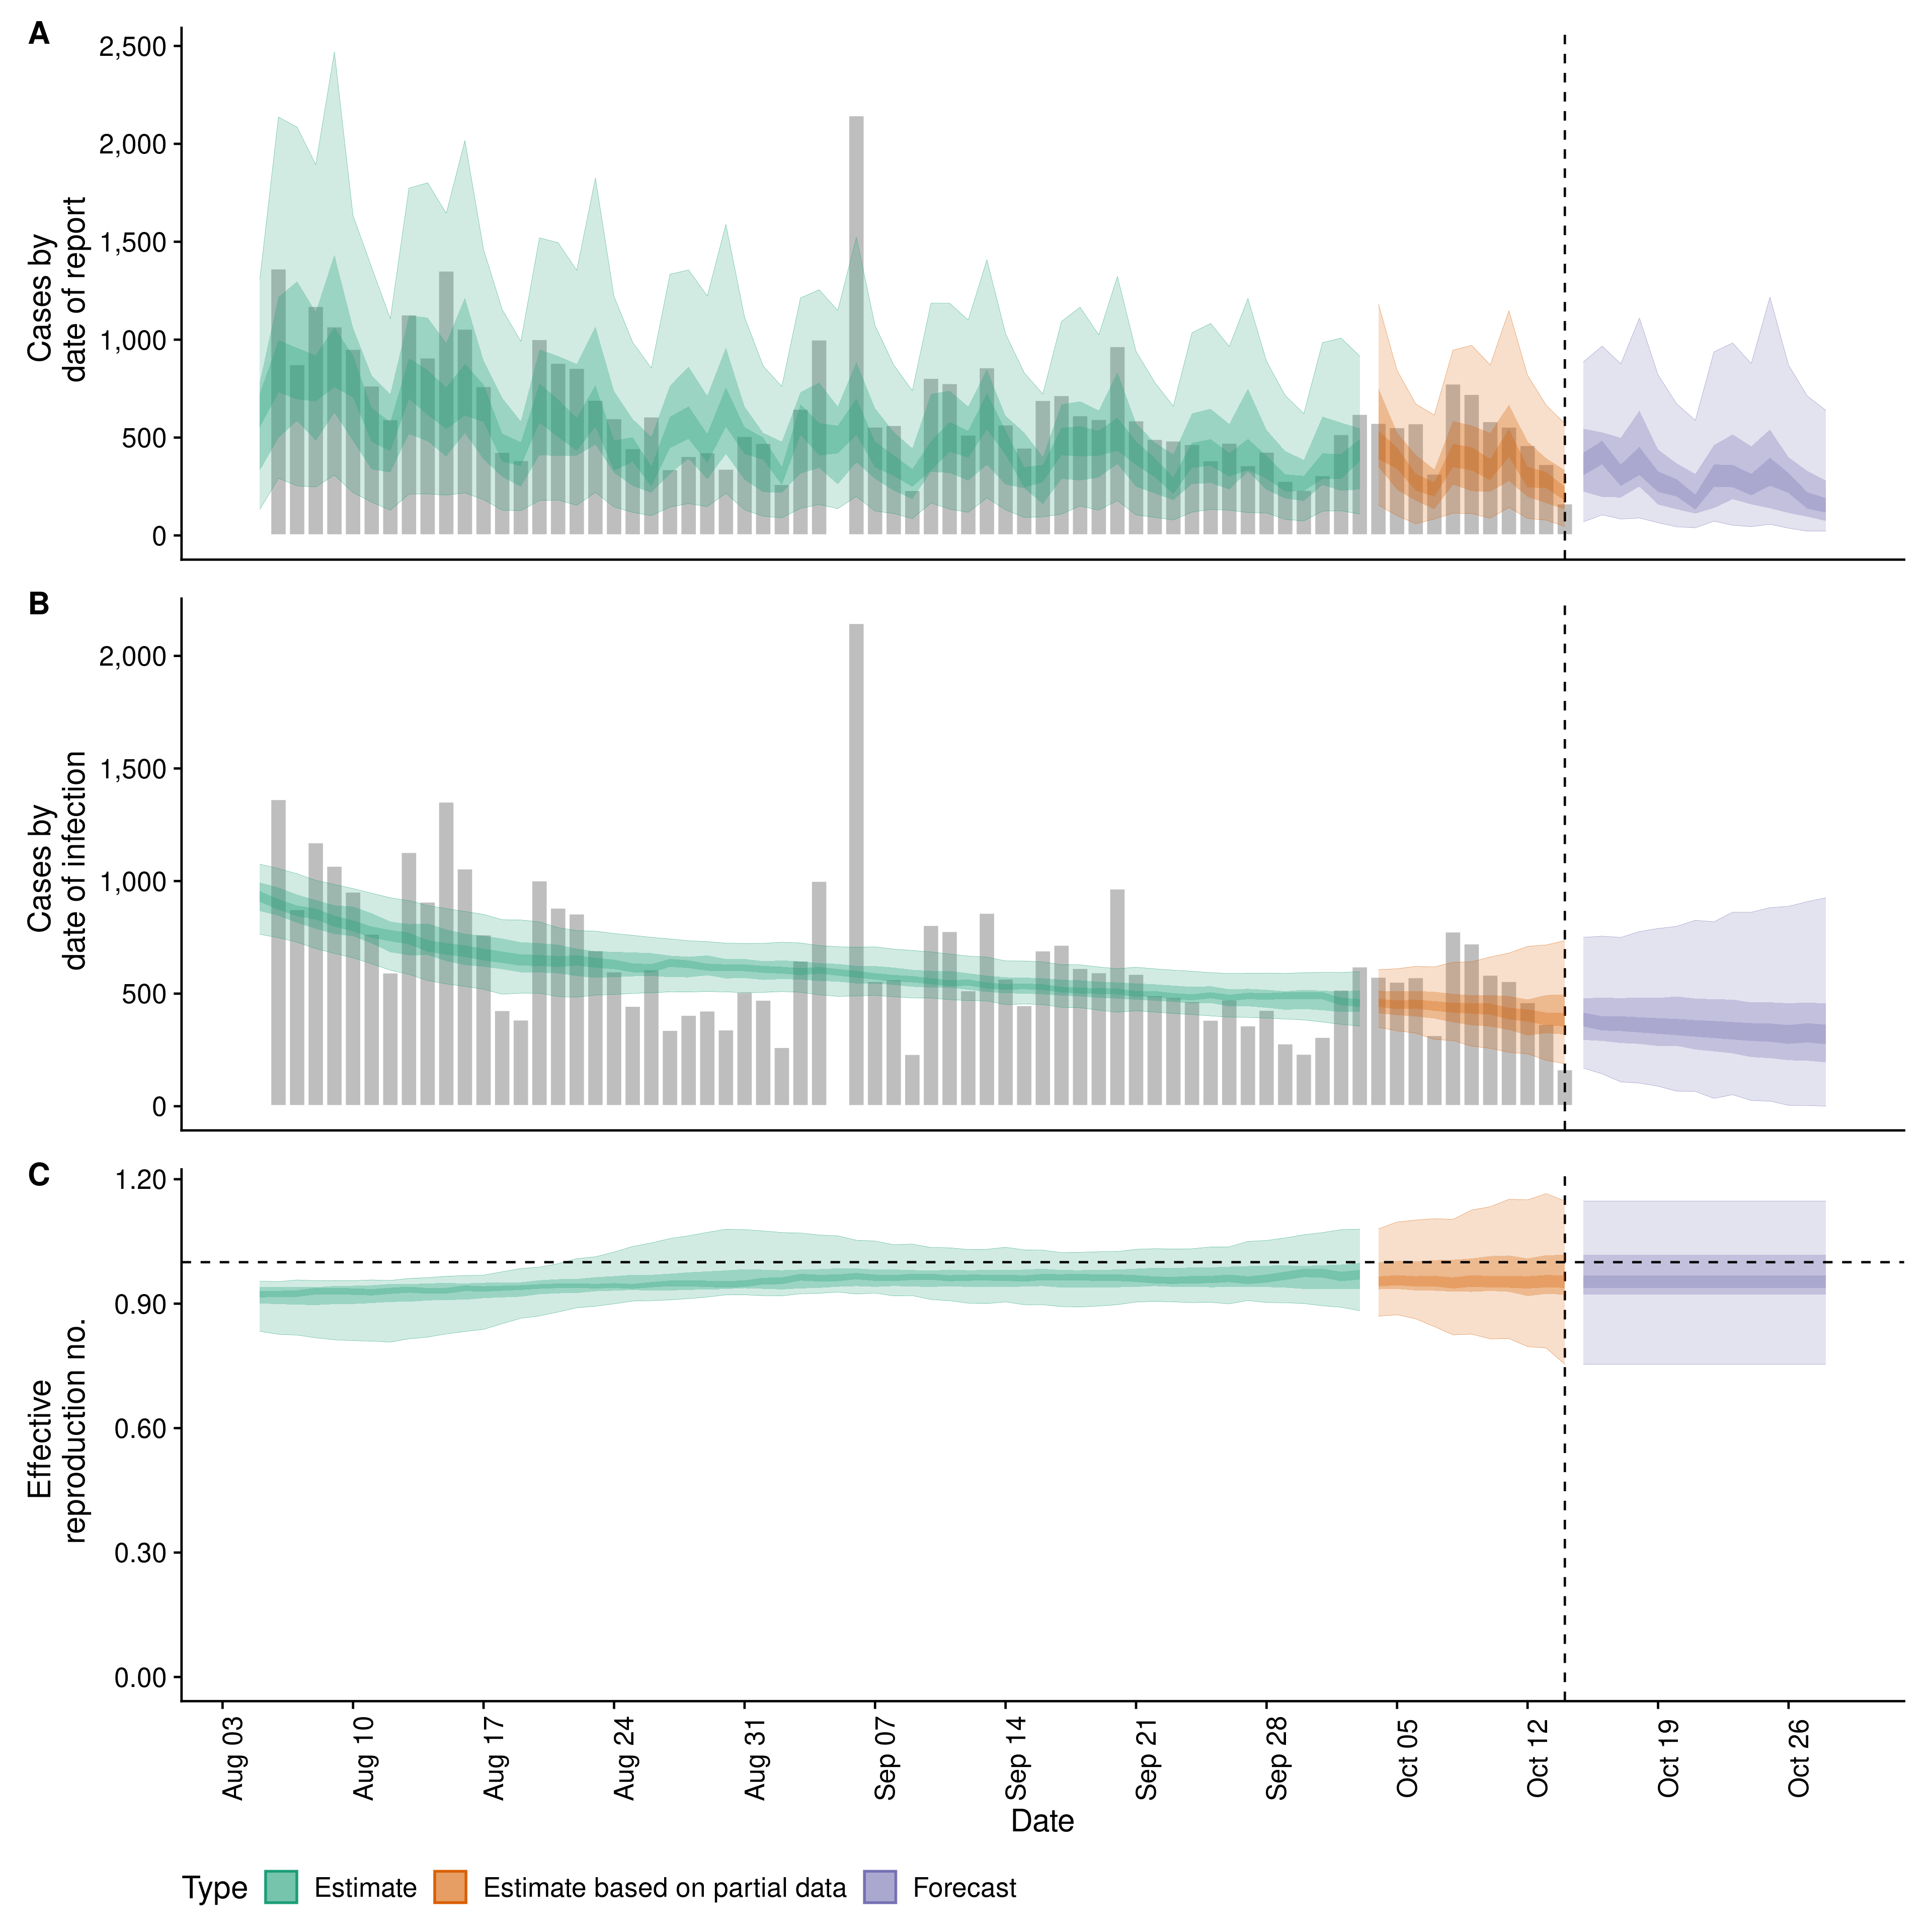 A
2,500
2,000
1,500
1,000
500
0
Cases by
date of report
B
2,000
1,500
1,000
500
0
Cases by
date of infection
C
1.20
0.90
0.60
0.30
0.00
Effective
reproduction no.
Aug 03
Aug 10
Aug 17
Aug 24
Aug 31
Sep 07
Sep 14
Sep 21
Sep 28
Oct 05
Oct 12
Oct 19
Oct 26
Date
Type Estimate Estimate based on partial data Forecast